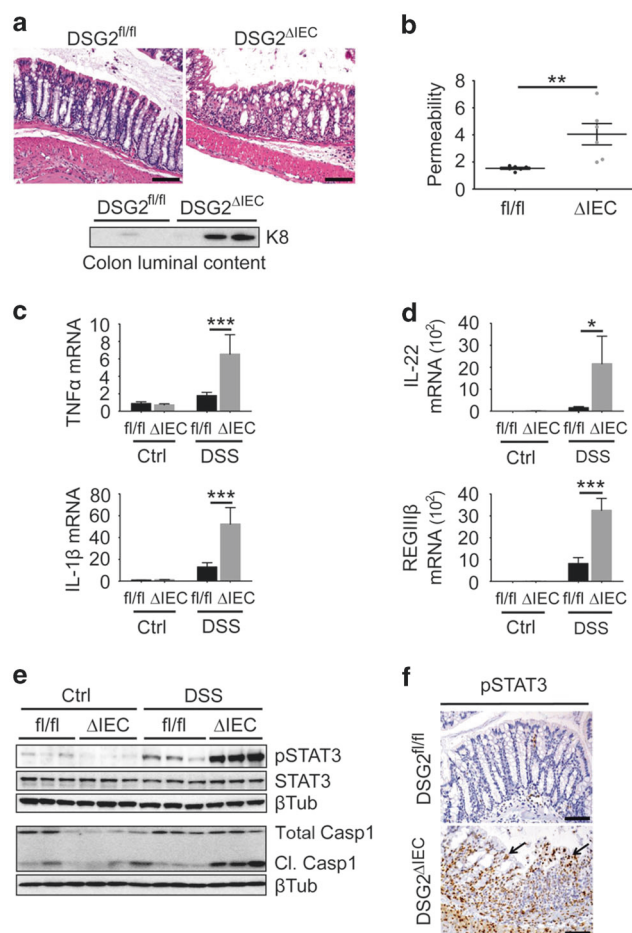 a
DSG2fl/fl DSG2ΔIEC
DSG2fl/fl DSG2ΔIEC
K8
Colon luminal content
b
**
Permeability
8
6
4
2
0
fl/fl ΔIEC
c
***
TNFα mRNA
10
8
6
4
2
0
fl/fl ΔIEC fl/fl ΔIEC
Ctrl DSS
***
IL-1β mRNA
80
60
40
20
0
fl/fl ΔIEC fl/fl ΔIEC
Ctrl DSS
d
*
IL-22
mRNA (10²)
40
30
20
10
0
fl/fl ΔIEC fl/fl ΔIEC
Ctrl DSS
***
REGIIIβ
mRNA (10²)
40
30
20
10
0
fl/fl ΔIEC fl/fl ΔIEC
Ctrl DSS
e
Ctrl DSS
fl/fl ΔIEC fl/fl ΔIEC
pSTAT3
STAT3
βTub
Total Casp1
Cl. Casp1
βTub
f
pSTAT3
DSG2fl/fl
DSG2ΔIEC